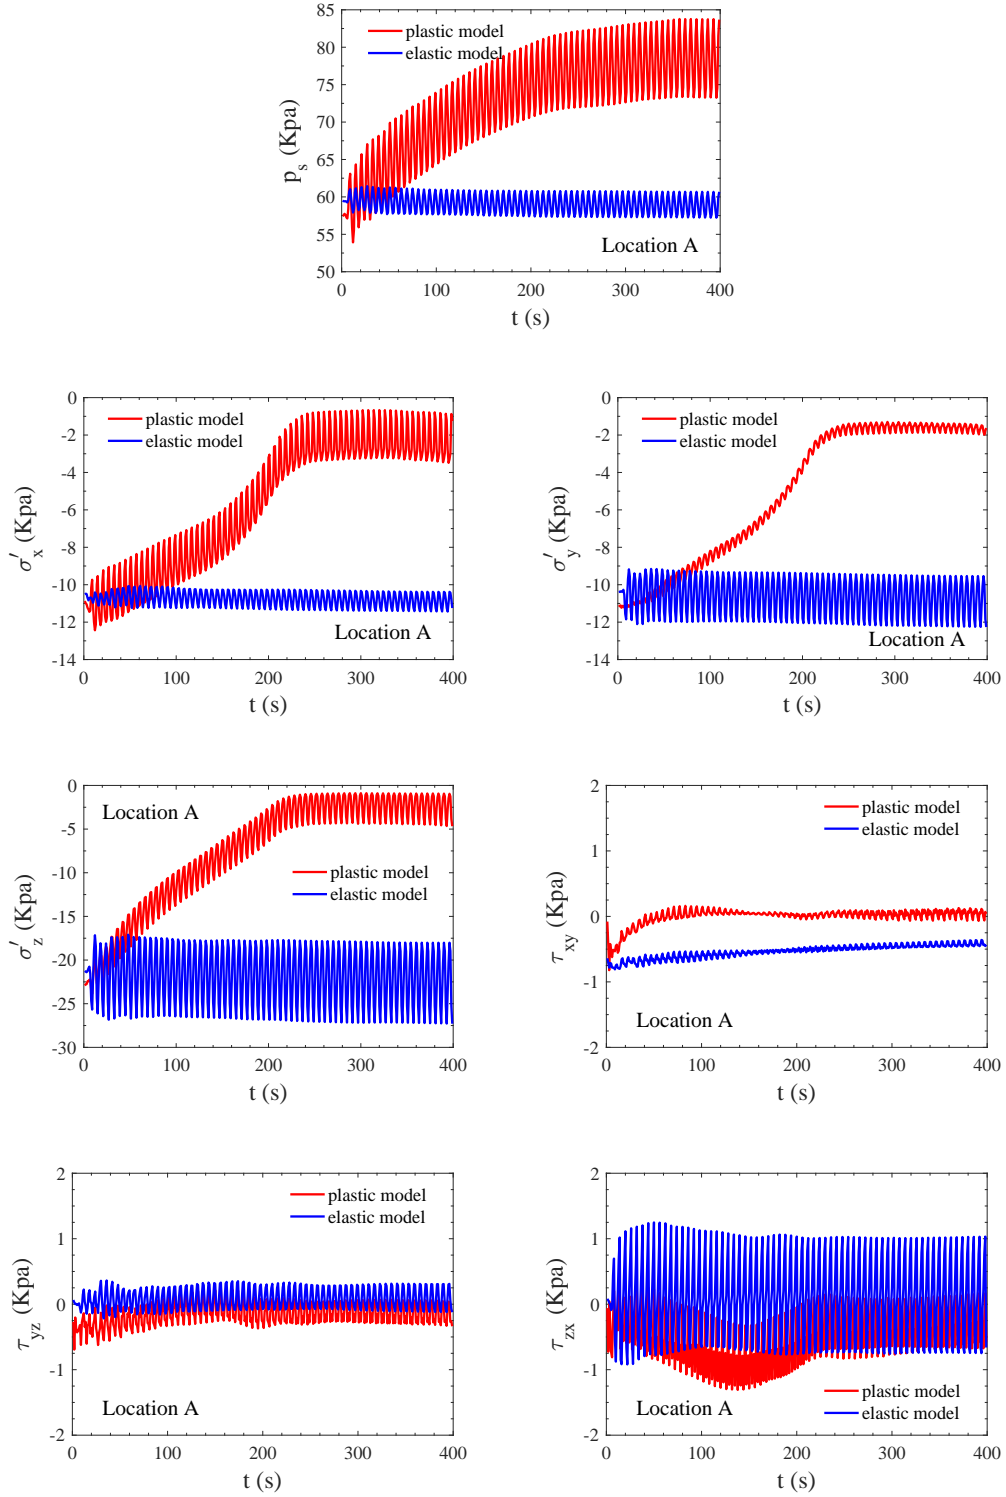 85
80
75
70
65
60
55
50
p_s (Kpa)
plastic model
elastic model
Location A
0 100 200 300 400
t (s)
0
-2
-4
-6
-8
-10
-12
-14
σ′_x (Kpa)
plastic model
elastic model
Location A
0 100 200 300 400
t (s)
0
-2
-4
-6
-8
-10
-12
-14
σ′_y (Kpa)
plastic model
elastic model
Location A
0 100 200 300 400
t (s)
0
-5
-10
-15
-20
-25
-30
σ′_z (Kpa)
Location A
plastic model
elastic model
0 100 200 300 400
t (s)
2
1
0
-1
-2
τ_xy (Kpa)
plastic model
elastic model
Location A
0 100 200 300 400
t (s)
2
1
0
-1
-2
τ_yz (Kpa)
plastic model
elastic model
Location A
0 100 200 300 400
t (s)
2
1
0
-1
-2
τ_zx (Kpa)
plastic model
elastic model
Location A
0 100 200 300 400
t (s)